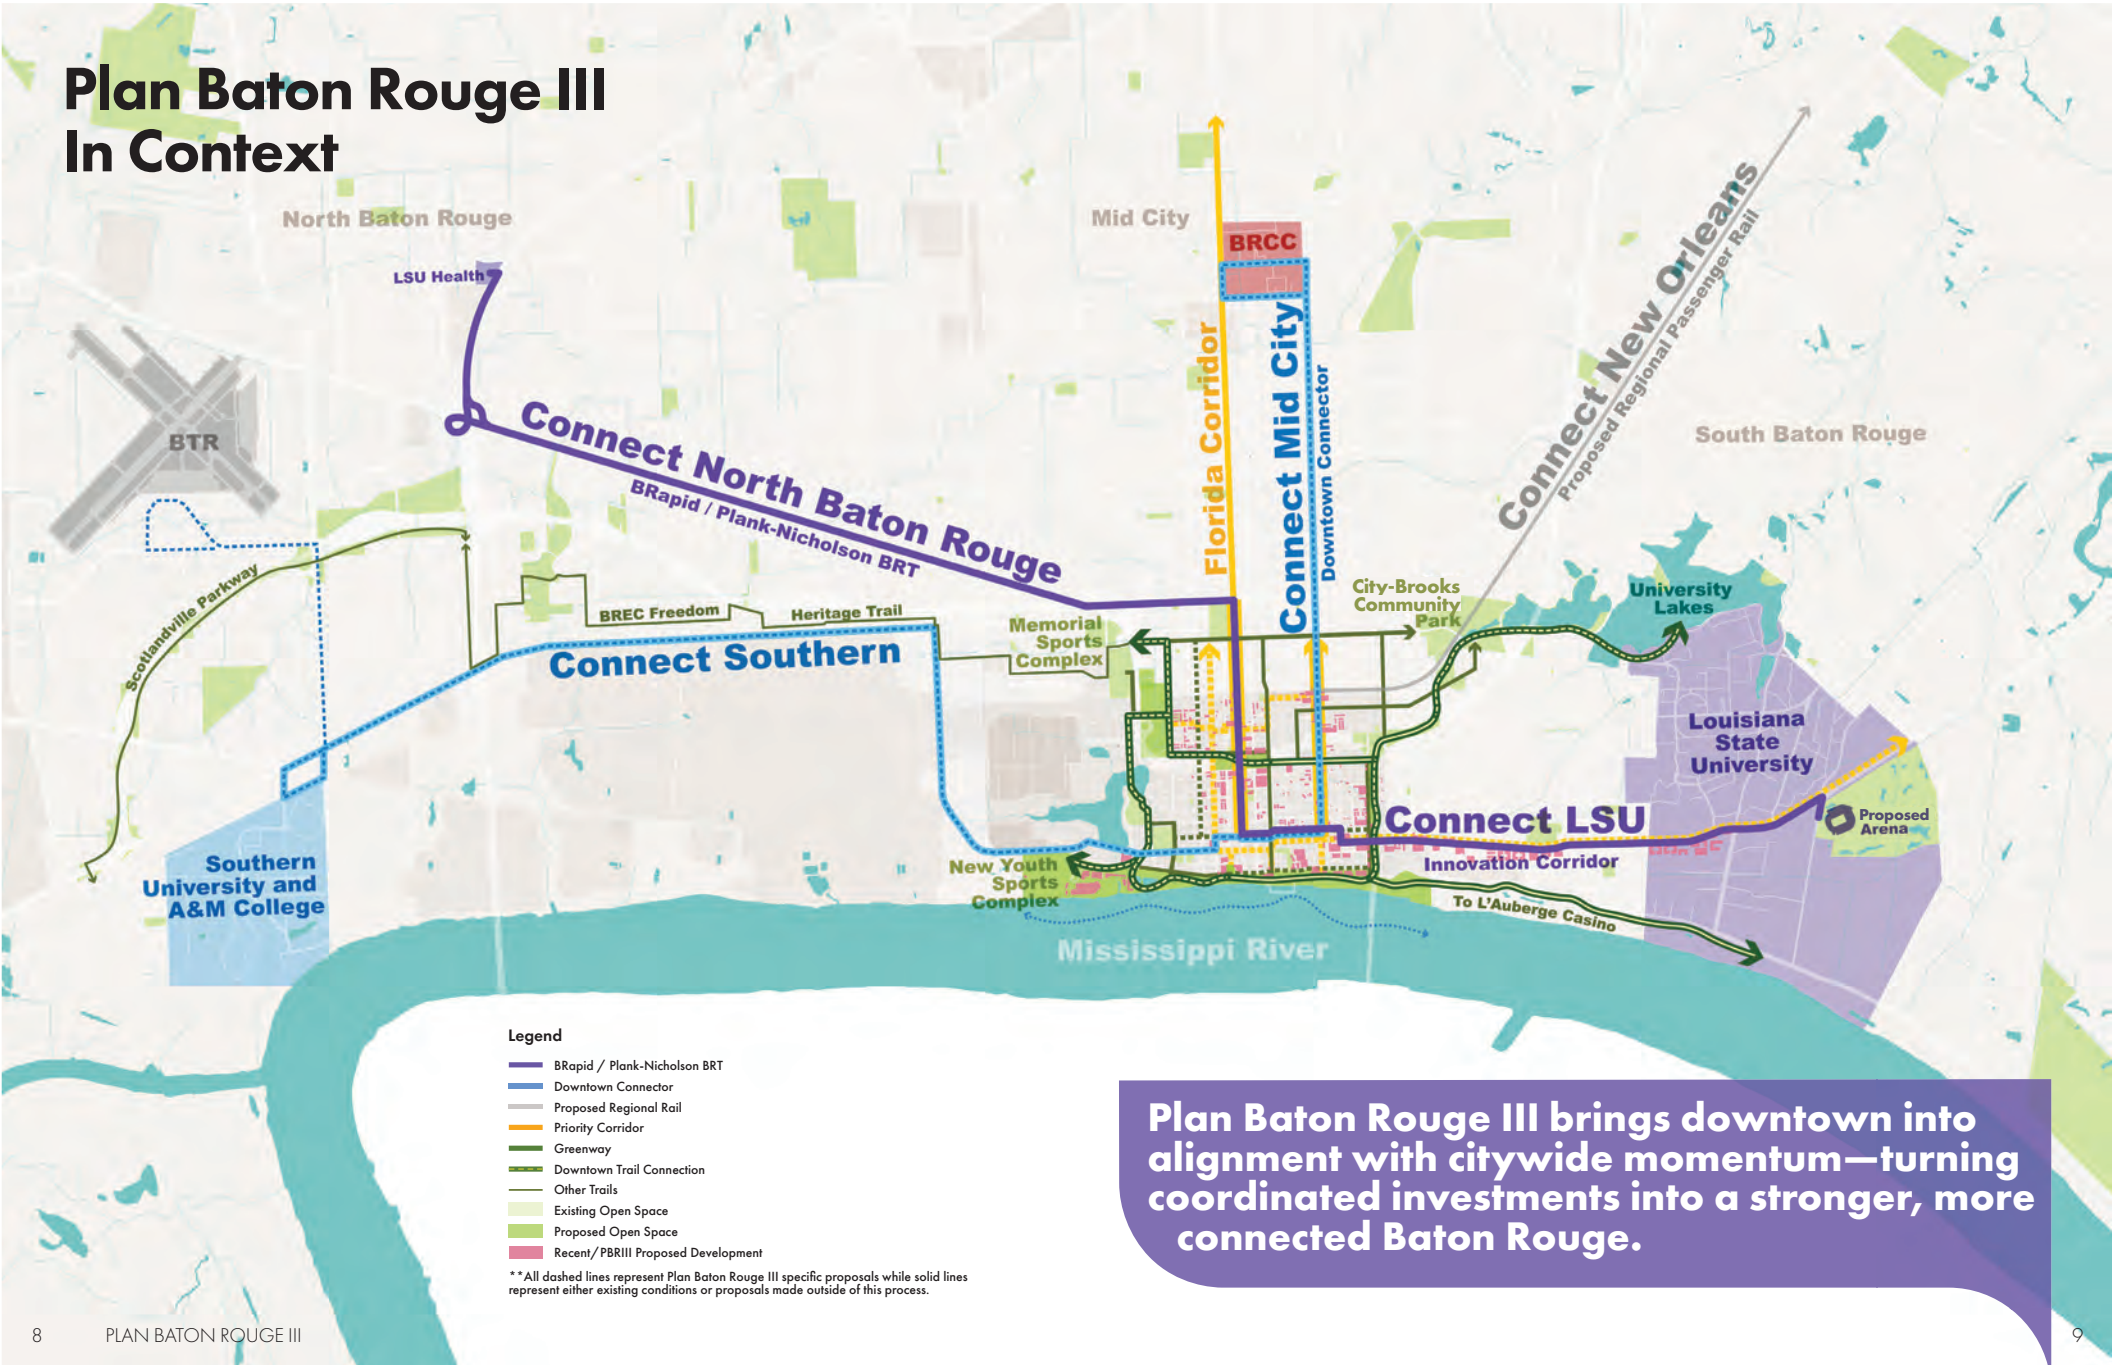 Plan Baton Rouge III
In Context
North Baton Rouge
Mid City
BRCC
LSU Health
Connect New Orleans
Proposed Regional Passenger Rail
BTR
Connect North Baton Rouge
BRapid / Plank-Nicholson BRT
Florida Corridor
Connect Mid City
Downtown Connector
South Baton Rouge
Scotlandville Parkway
BREC Freedom
Heritage Trail
Connect Southern
Memorial
Sports
Complex
City-Brooks
Community
Park
University
Lakes
Louisiana
State
University
Connect LSU
Innovation Corridor
Proposed
Arena
Southern
University and
A&M College
New Youth
Sports
Complex
To L'Auberge Casino
Mississippi River
Legend
BRapid / Plank-Nicholson BRT
Downtown Connector
Proposed Regional Rail
Priority Corridor
Greenway
Downtown Trail Connection
Other Trails
Existing Open Space
Proposed Open Space
Recent/PBRIII Proposed Development
**All dashed lines represent Plan Baton Rouge III specific proposals while solid lines
represent either existing conditions or proposals made outside of this process.
Plan Baton Rouge III brings downtown into
alignment with citywide momentum—turning
coordinated investments into a stronger, more
connected Baton Rouge.
8
PLAN BATON ROUGE III
9